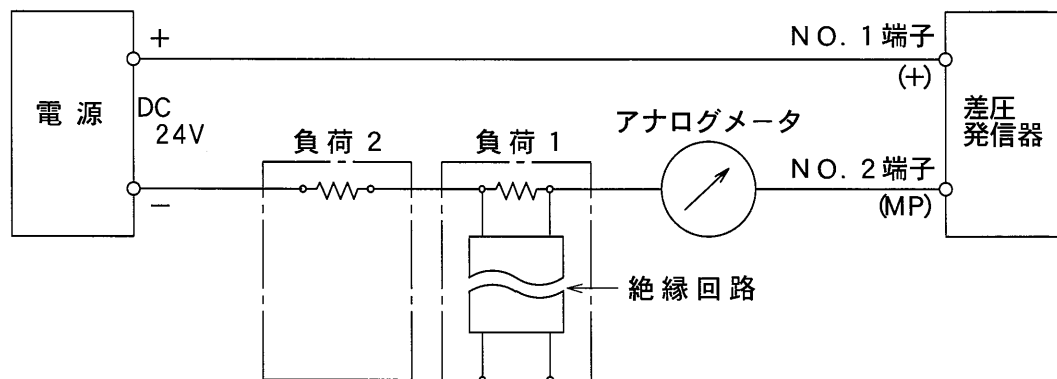 電源
+
DC
24V
−
負荷2
負荷1
アナログメータ
絶縁回路
NO. 1端子
(+)
NO. 2端子
(MP)
差圧
発信器